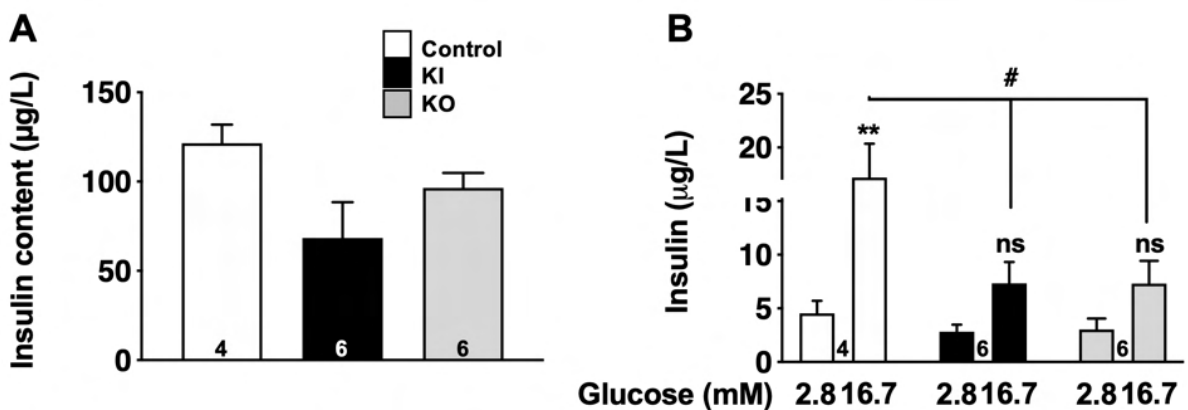 A
Insulin content (µg/L)
150
100
50
0
4
6
6
Control
KI
KO
B
Insulin (µg/L)
25
20
15
10
5
0
#
**
ns
ns
4
6
6
Glucose (mM) 2.8 16.7 2.8 16.7 2.8 16.7